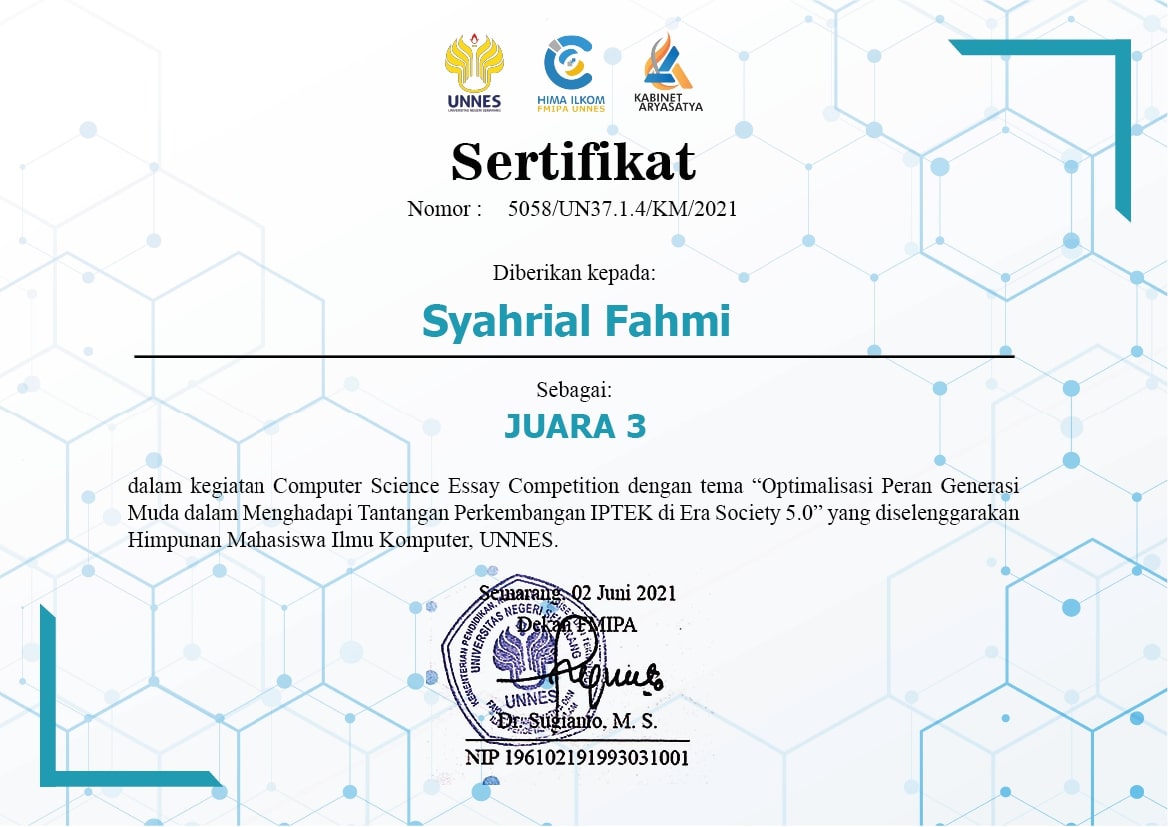 UNNES
UNIVERSITAS NEGERI SEMARANG
HIMA ILKOM
FMIPA UNNES
KABINET
ARYASATYA
Sertifikat
Nomor : 5058/UN37.1.4/KM/2021
Diberikan kepada:
Syahrial Fahmi
Sebagai:
JUARA 3
dalam kegiatan Computer Science Essay Competition dengan tema “Optimalisasi Peran Generasi
Muda dalam Menghadapi Tantangan Perkembangan IPTEK di Era Society 5.0” yang diselenggarakan
Himpunan Mahasiswa Ilmu Komputer, UNNES.
Semarang, 02 Juni 2021
Dekan FMIPA
KEMENTERIAN PENDIDIKAN,
UNIVERSITAS NEGERI SEMARANG
UNNES
Dr. Sugianto, M. S.
NIP 196102191993031001